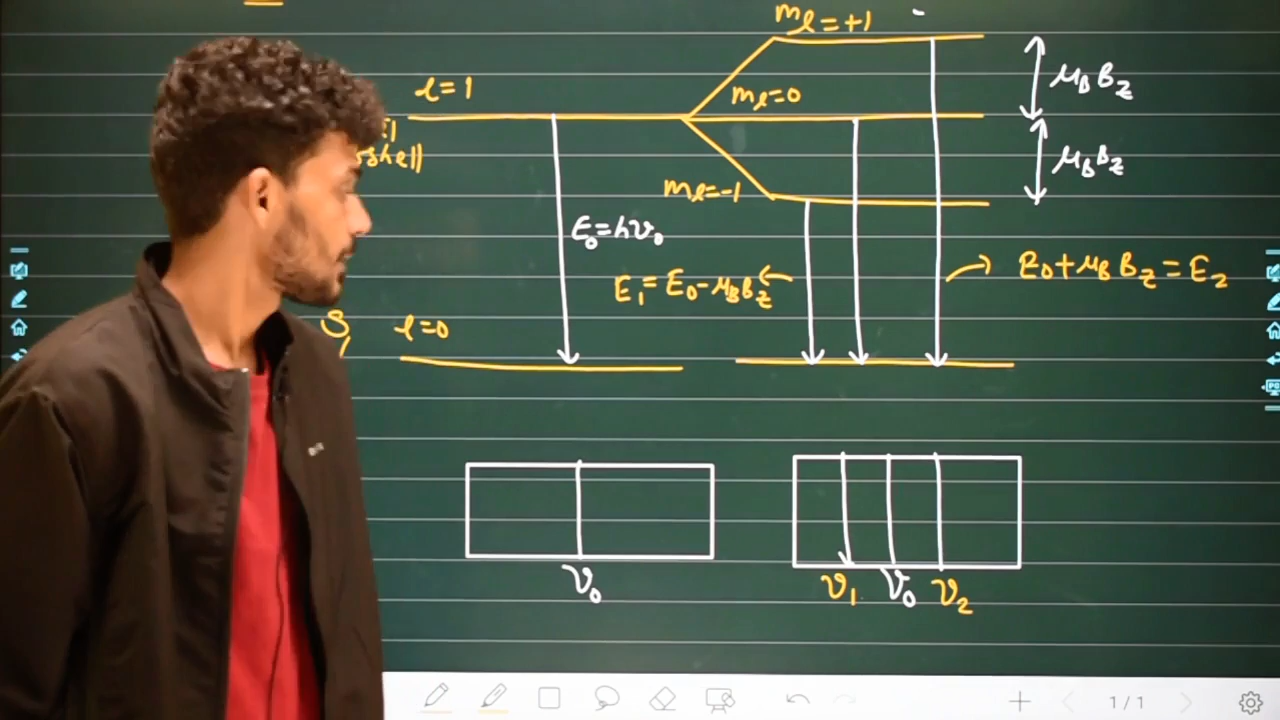 m_l=+1
l=1
m_l=0
μ_B B_z
shell
μ_B B_z
m_l=-1
E_0=hν_0
E_1=E_0-μ_B B_z
E_0+μ_B B_z=E_2
S_1 l=0
ν_0
ν_1 ν_0 ν_2
1/1